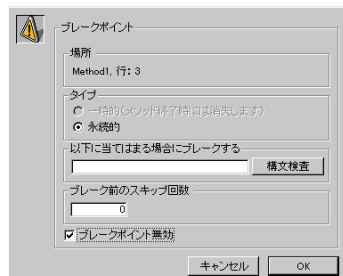 ブレークポイント
場所
Method1, 行: 3
タイプ
一時的(メソッド終了時には消失します)
永続的
以下に当てはまる場合にブレークする
構文検査
ブレーク前のスキップ回数
0
ブレークポイント無効
キャンセル OK